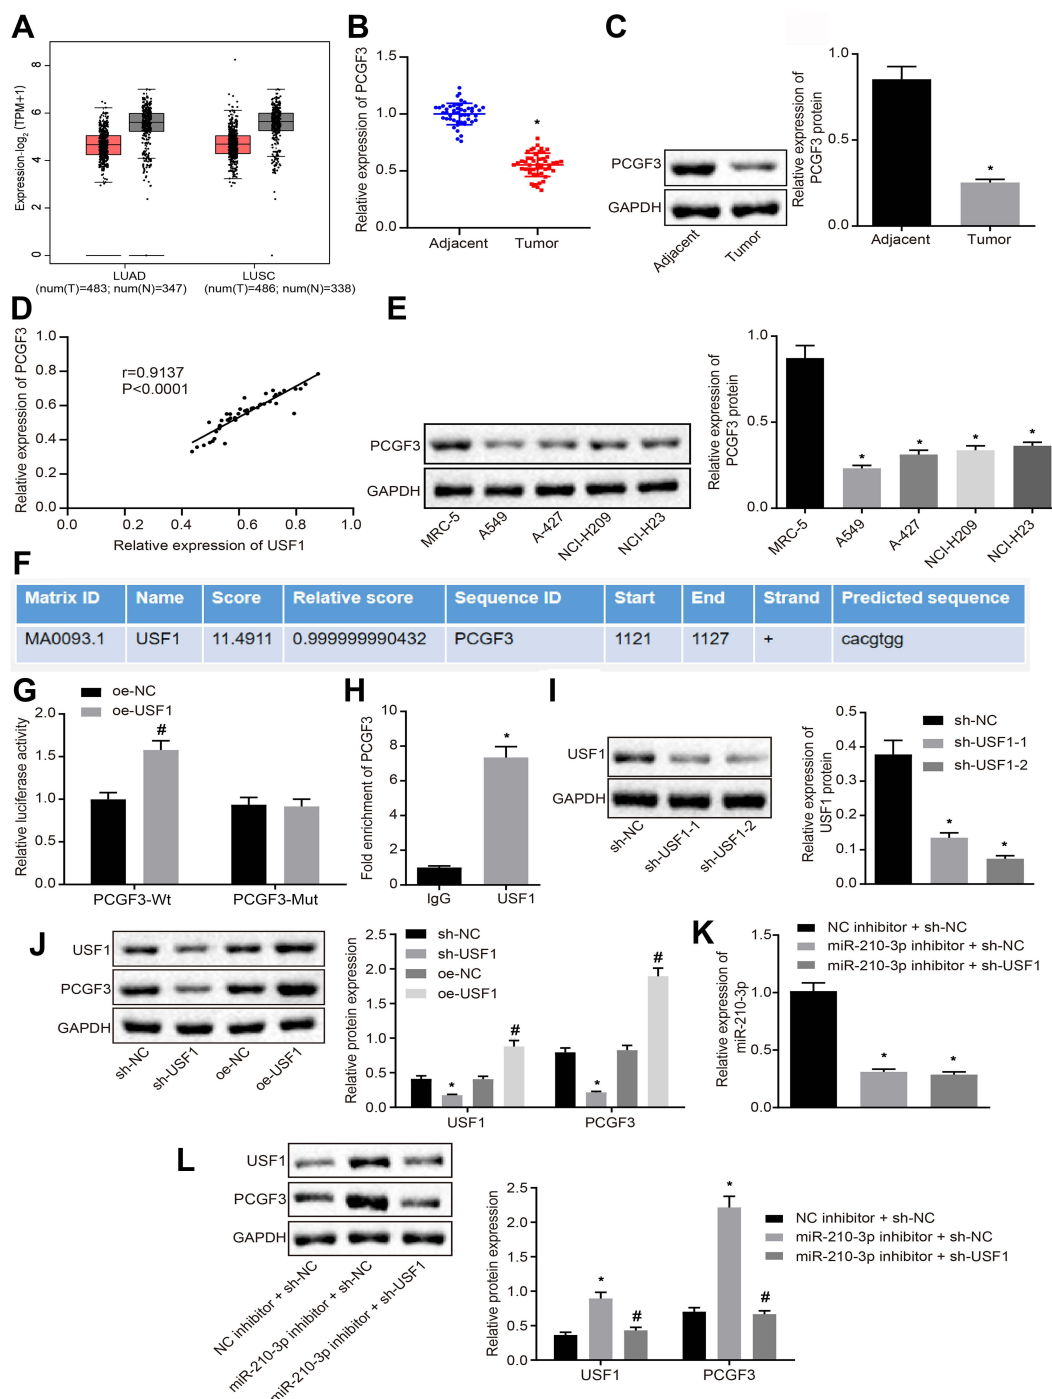 A
Expression-log2 (TPM+1)
8
6
4
2
0
LUAD
(num(T)=483; num(N)=347)
LUSC
(num(T)=486; num(N)=338)
B
Relative expression of PCGF3
1.5
1.0
0.5
0.0
*
Adjacent
Tumor
C
PCGF3
GAPDH
Adjacent
Tumor
Relative expression of
PCGF3 protein
1.0
0.5
0.0
*
Adjacent
Tumor
D
Relative expression of PCGF3
1.0
0.8
0.6
0.4
0.2
0.0
r=0.9137
P<0.0001
0.0 0.2 0.4 0.6 0.8 1.0
Relative expression of USF1
E
PCGF3
GAPDH
MRC-5
A549
A-427
NCI-H209
NCI-H23
Relative expression of
PCGF3 protein
1.0
0.5
0.0
* * * *
MRC-5
A549
A-427
NCI-H209
NCI-H23
F
Matrix ID Name Score Relative score Sequence ID Start End Strand Predicted sequence
MA0093.1 USF1 11.4911 0.999999990432 PCGF3 1121 1127 + cacgtgg
G
oe-NC
oe-USF1
Relative luciferase activity
2.0
1.5
1.0
0.5
0.0
#
PCGF3-Wt
PCGF3-Mut
H
Fold enrichment of PCGF3
10
8
6
4
2
0
*
IgG
USF1
I
USF1
GAPDH
sh-NC
sh-USF1-1
sh-USF1-2
Relative expression of
USF1 protein
0.5
0.4
0.3
0.2
0.1
0.0
sh-NC
sh-USF1-1
sh-USF1-2
* *
J
USF1
PCGF3
GAPDH
sh-NC
sh-USF1
oe-NC
oe-USF1
Relative protein expression
2.5
2.0
1.5
1.0
0.5
0.0
sh-NC
sh-USF1
oe-NC
oe-USF1
* # * #
USF1
PCGF3
K
NC inhibitor + sh-NC
miR-210-3p inhibitor + sh-NC
miR-210-3p inhibitor + sh-USF1
Relative expression of
miR-210-3p
1.5
1.0
0.5
0.0
* *
L
USF1
PCGF3
GAPDH
NC inhibitor + sh-NC
miR-210-3p inhibitor + sh-NC
miR-210-3p inhibitor + sh-USF1
Relative protein expression
2.5
2.0
1.5
1.0
0.5
0.0
* # * #
USF1
PCGF3
NC inhibitor + sh-NC
miR-210-3p inhibitor + sh-NC
miR-210-3p inhibitor + sh-USF1